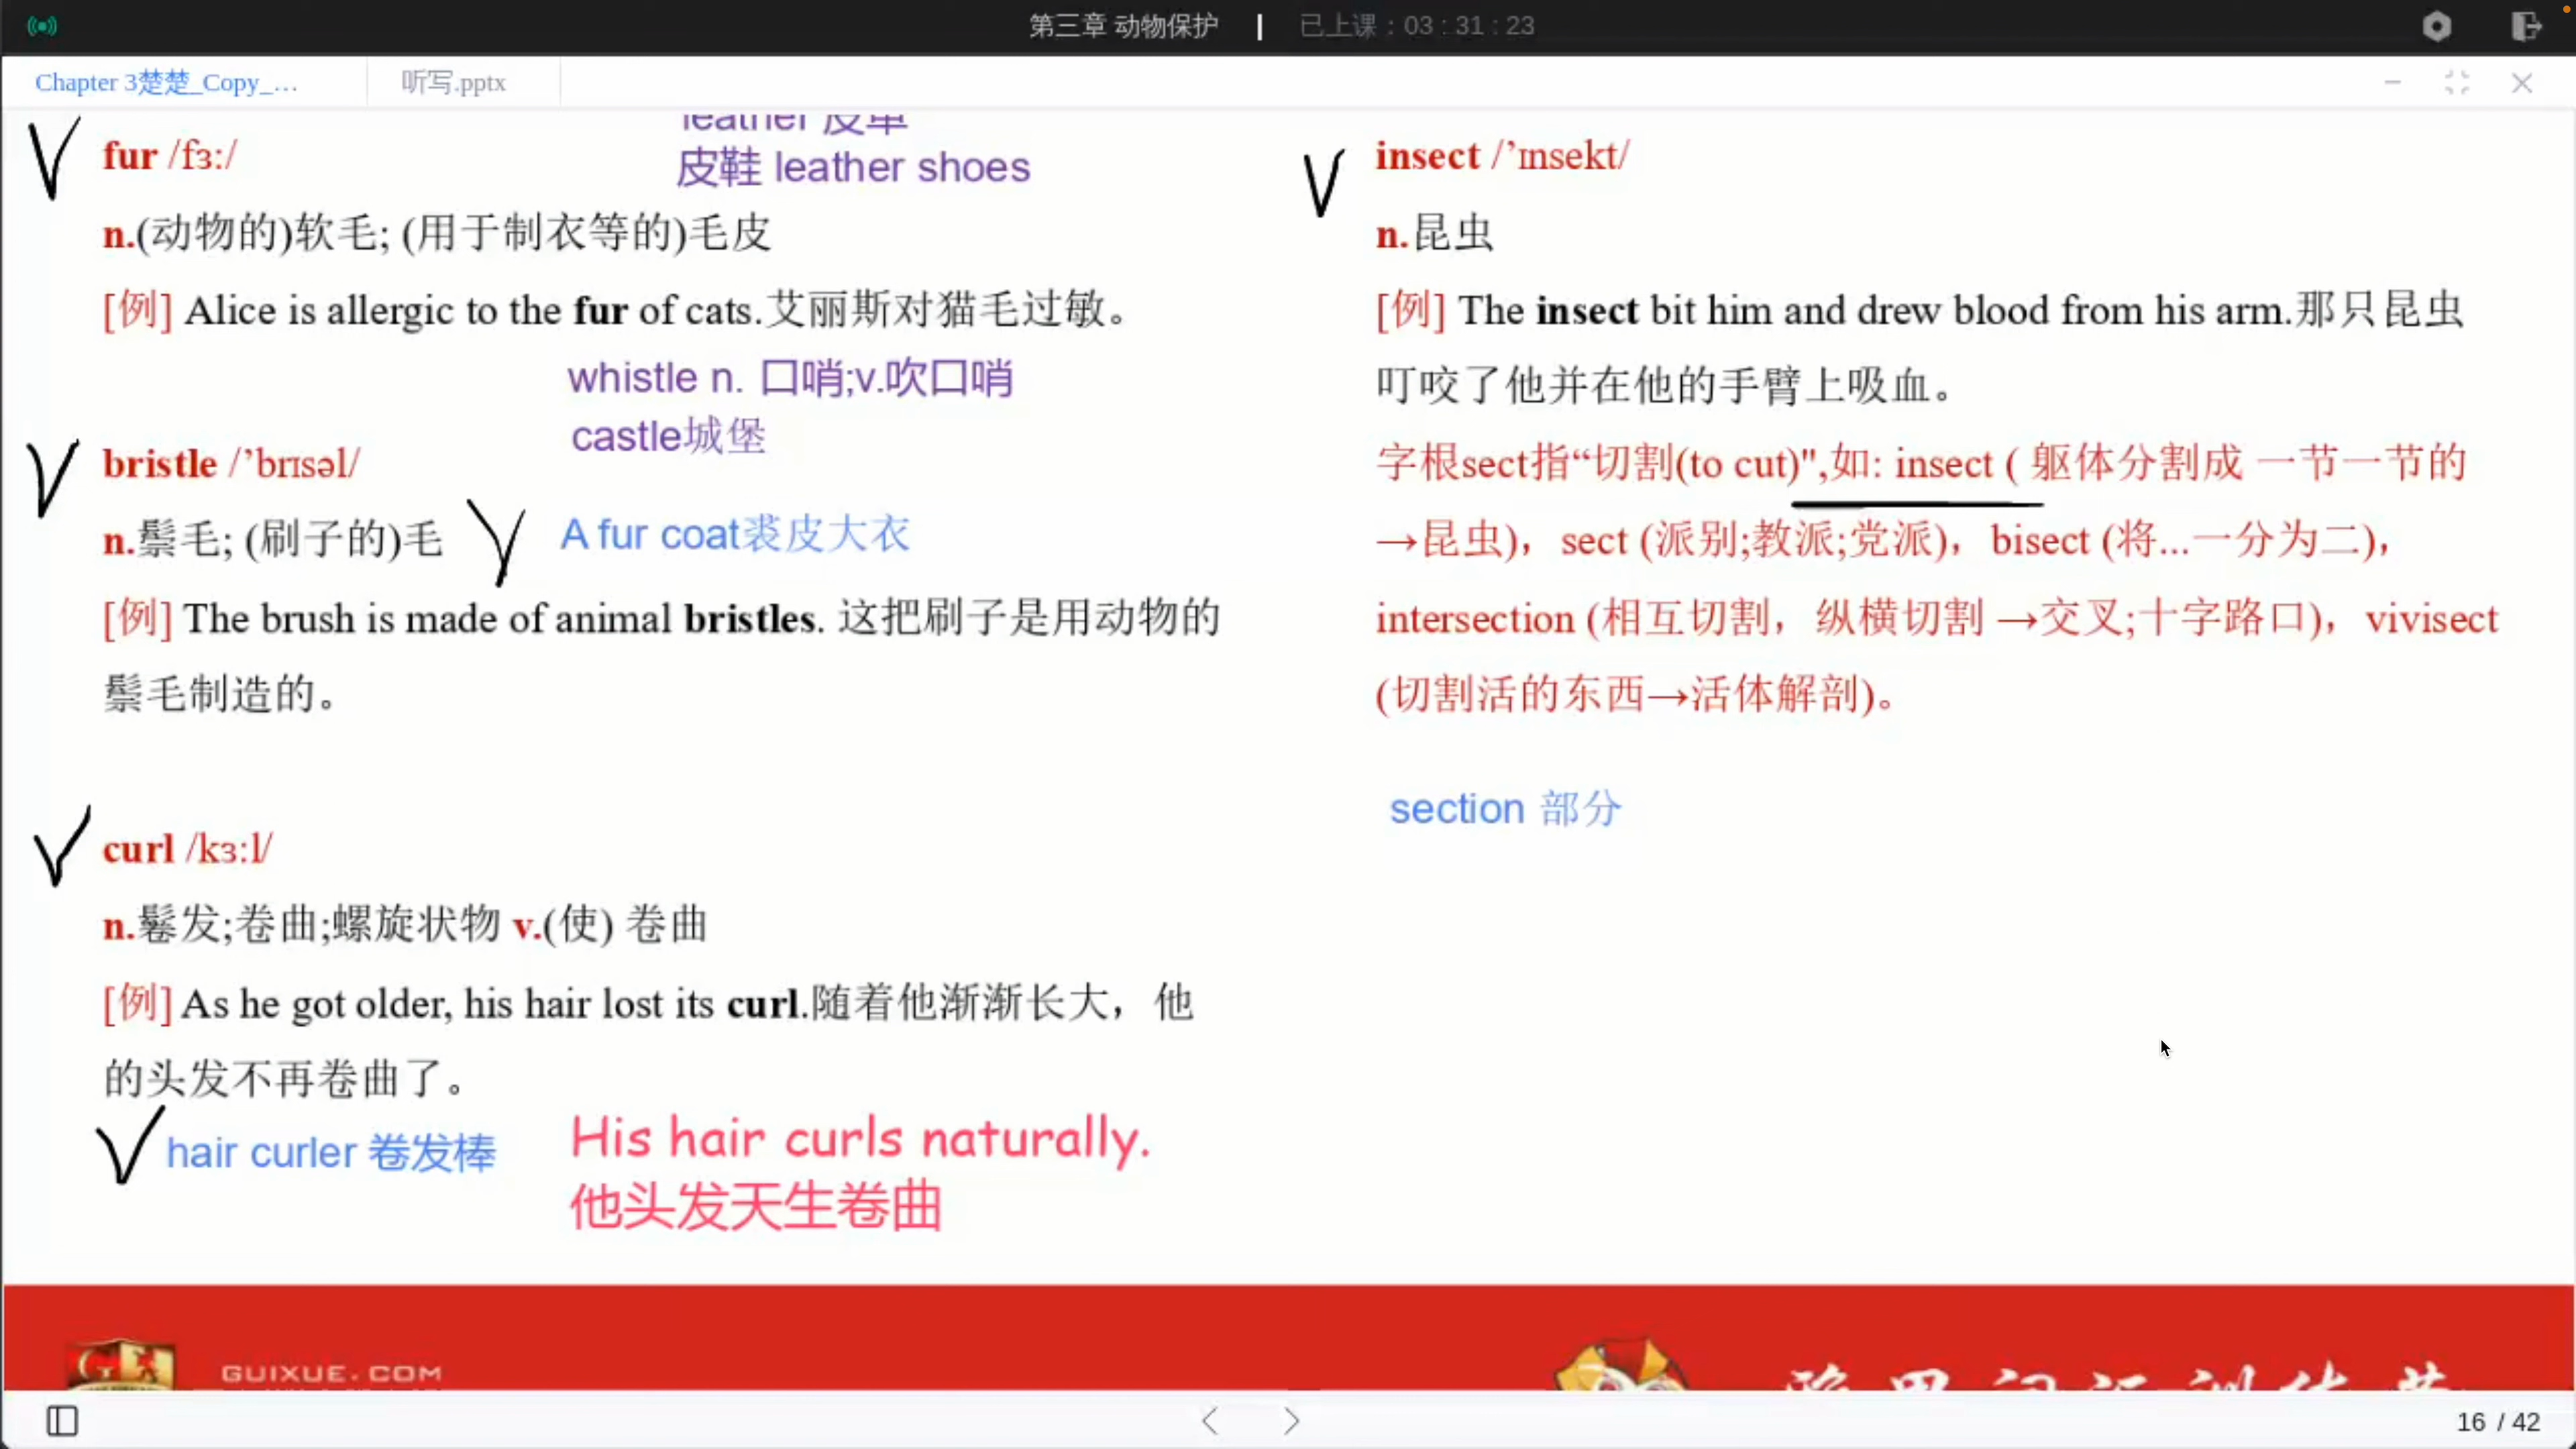 第三章 动物保护 | 已上课：03 : 31 : 23
Chapter 3楚楚_Copy_... 听写.pptx
leather 皮革
皮鞋 leather shoes
fur /fɜ:/
n.(动物的)软毛; (用于制衣等的)毛皮
[例] Alice is allergic to the fur of cats.艾丽斯对猫毛过敏。
whistle n. 口哨;v.吹口哨
castle城堡
bristle /’brɪsəl/
n.鬃毛; (刷子的)毛
A fur coat裘皮大衣
[例] The brush is made of animal bristles. 这把刷子是用动物的
鬃毛制造的。
curl /kɜ:l/
n.鬈发;卷曲;螺旋状物 v.(使) 卷曲
[例] As he got older, his hair lost its curl.随着他渐渐长大，他
的头发不再卷曲了。
hair curler 卷发棒
His hair curls naturally.
他头发天生卷曲
insect /’ɪnsekt/
n.昆虫
[例] The insect bit him and drew blood from his arm.那只昆虫
叮咬了他并在他的手臂上吸血。
字根sect指“切割(to cut)",如: insect ( 躯体分割成 一节一节的
→昆虫)，sect (派别;教派;党派)，bisect (将...一分为二)，
intersection (相互切割，纵横切割 →交叉;十字路口)，vivisect
(切割活的东西→活体解剖)。
section 部分
GUIXUE.COM
16 / 42